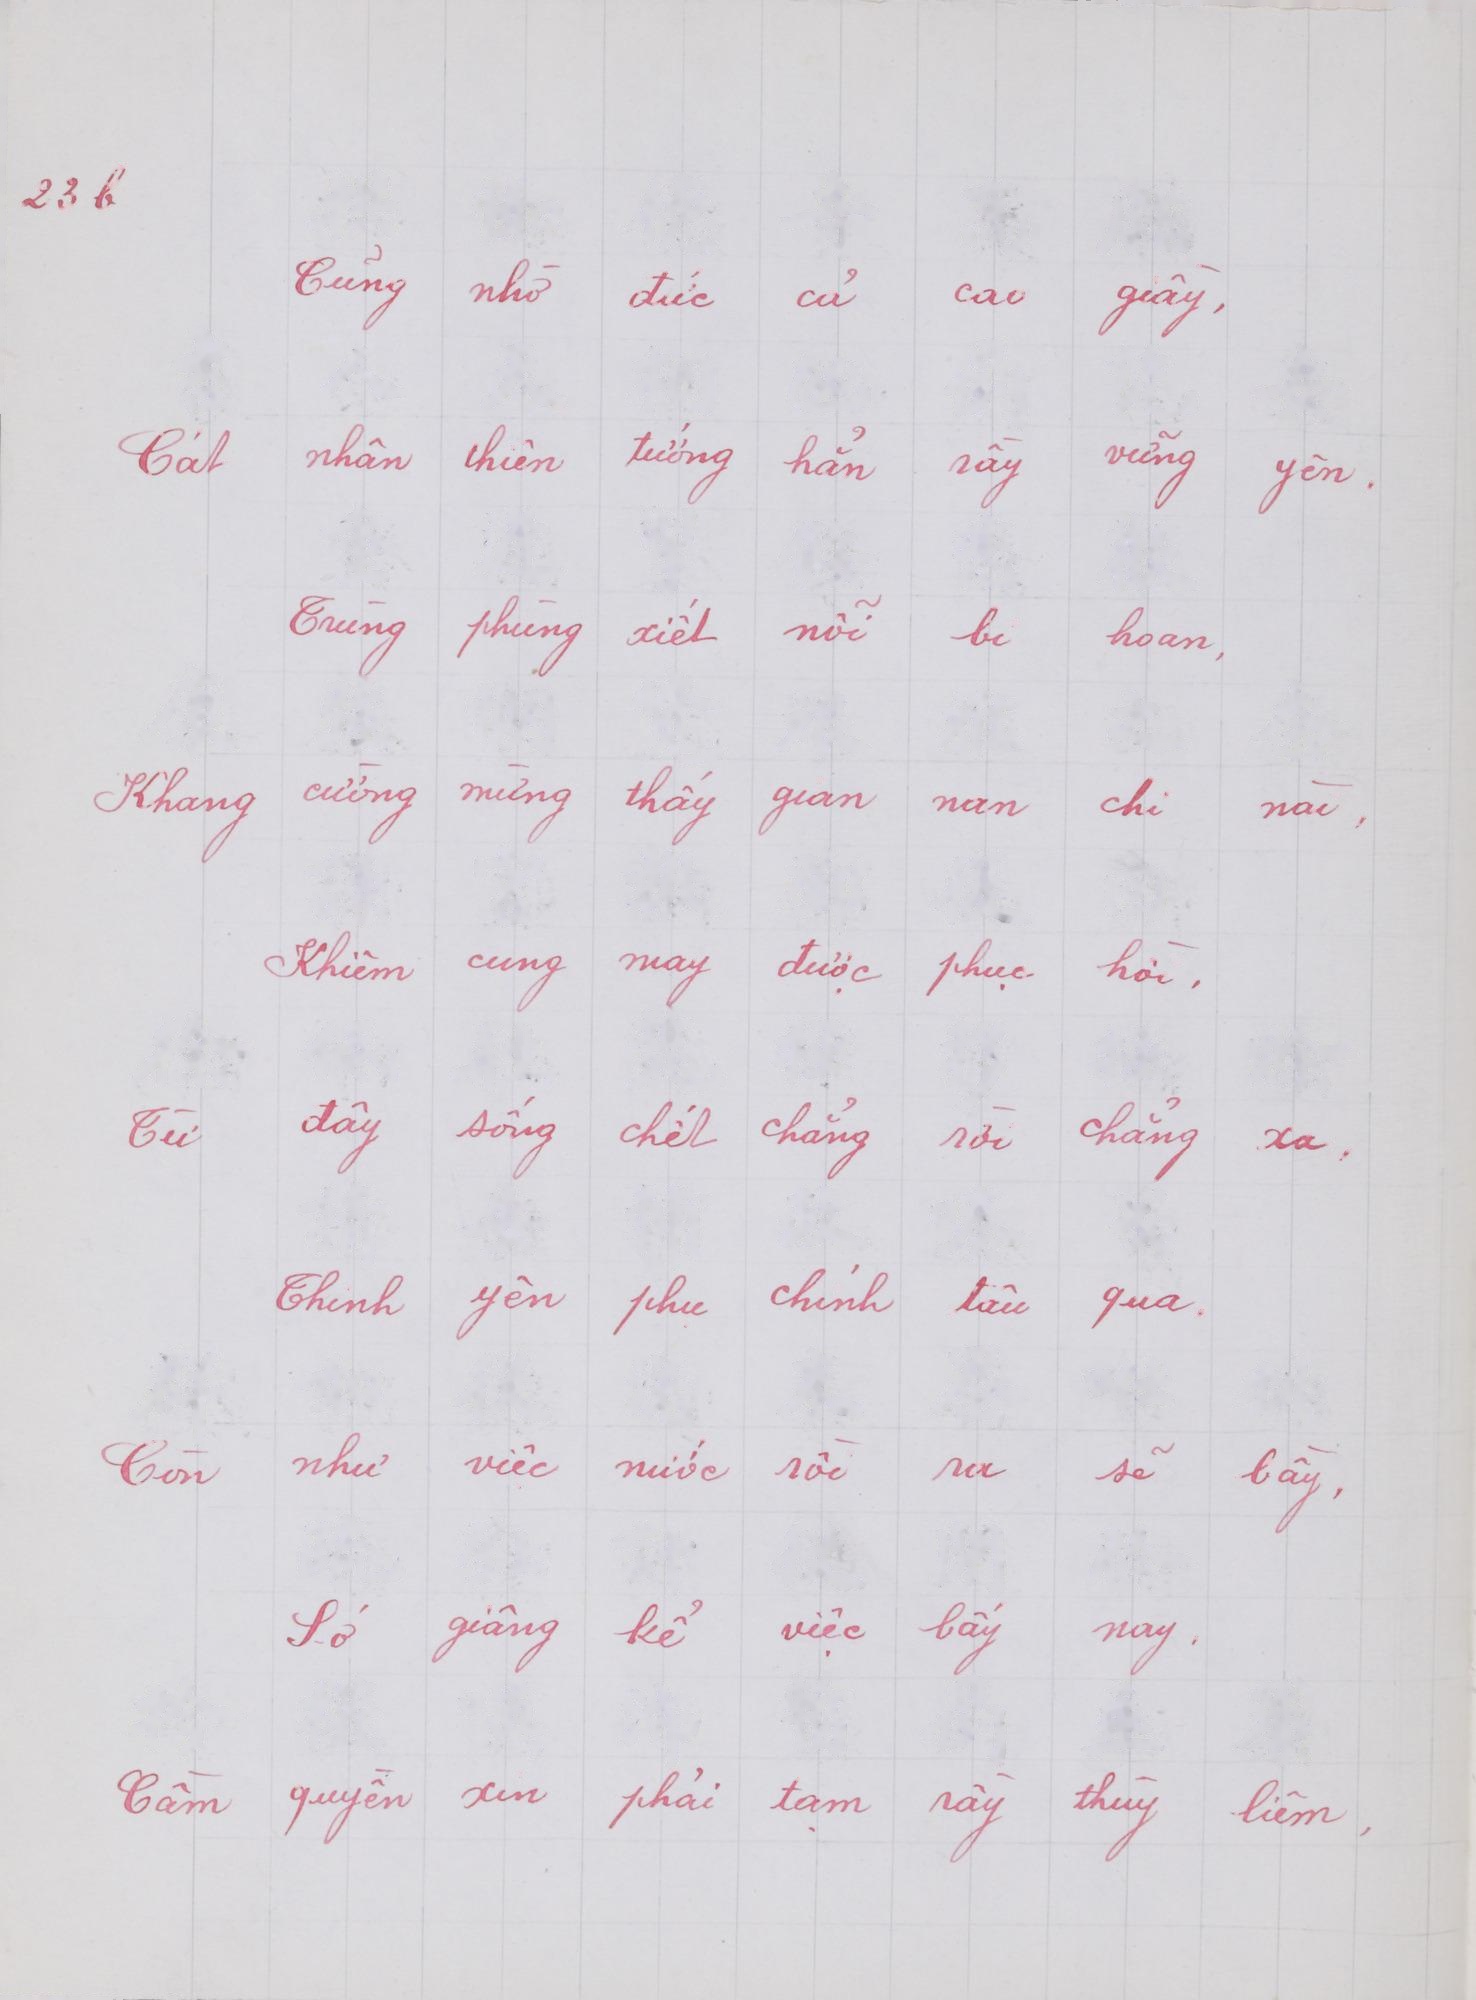 23b
Cũng nhờ đức cả cao giầy,
Cát nhân thiên tướng hẳn rầy vững yên.
Trùng phùng xiết nỗi bi hoan,
Khang cường mừng thấy gian nan chi nài,
Khiêm cung may được phục hồi,
Từ đây sống chết chẳng rời chẳng xa,
Thỉnh yên phụ chính tâu qua.
Còn như việc nước rồi ra sẽ bầy,
Sớ giâng kể việc bấy nay.
Cầm quyền xin phải tạm rầy thùy liêm,